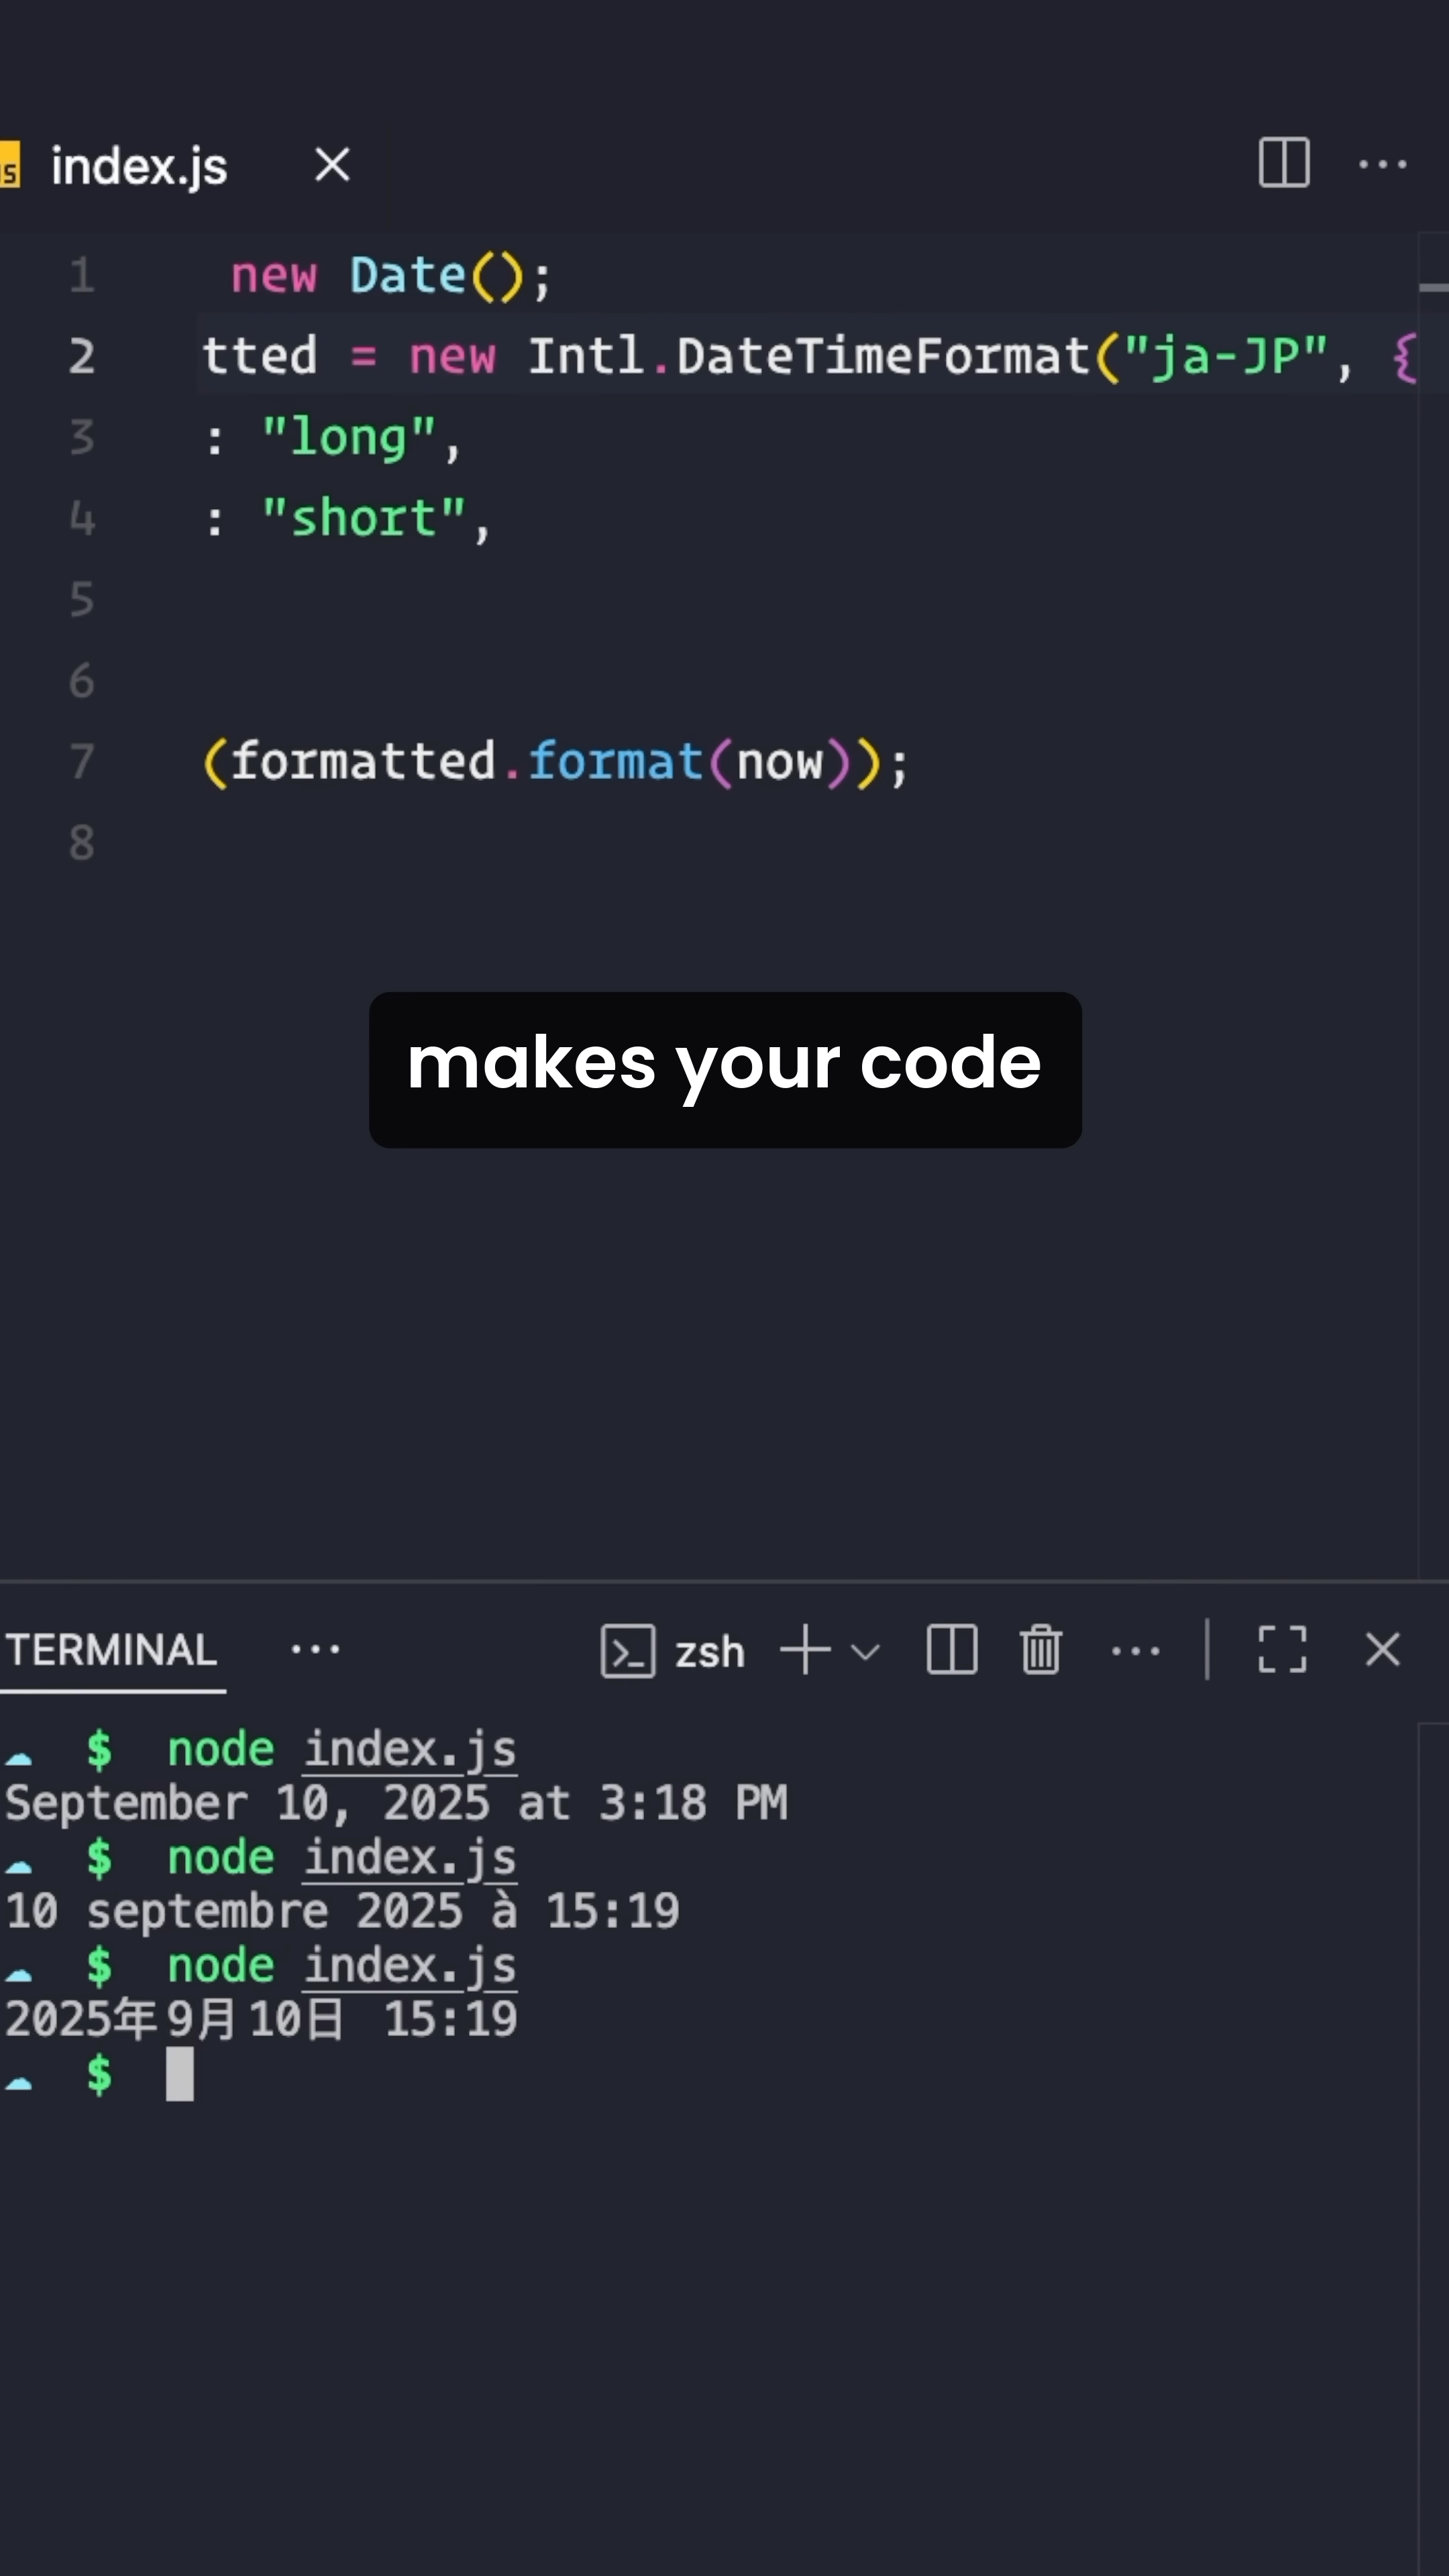 JS index.js
1 new Date();
2 tted = new Intl.DateTimeFormat("ja-JP", {
3 : "long",
4 : "short",
5
6
7 (formatted.format(now));
8
makes your code
TERMINAL ... zsh
$ node index.js
September 10, 2025 at 3:18 PM
$ node index.js
10 septembre 2025 à 15:19
$ node index.js
2025年9月10日 15:19
$